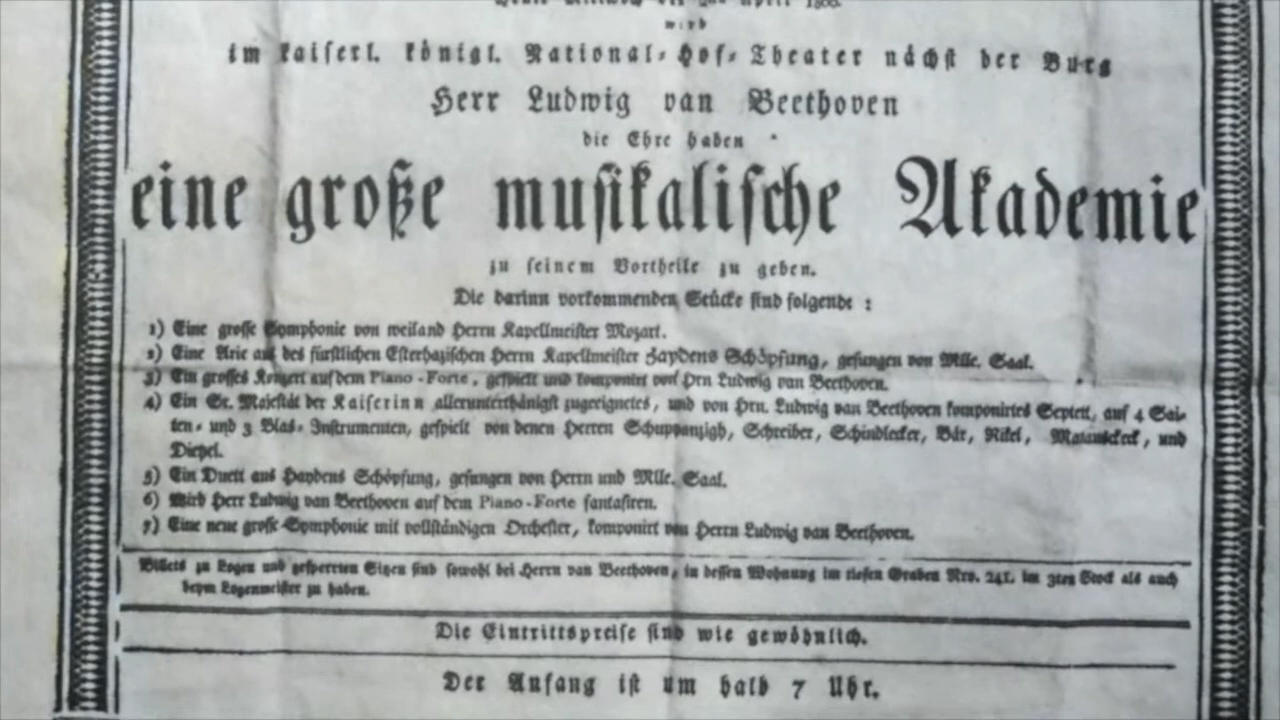 Heute Mittwoch den 2ten April 1800.
wird
im kaiserl. königl. National-Hof-Theater nächst der Burg
Herr Ludwig van Beethoven
die Ehre haben
eine große musikalische Akademie
zu seinem Vortheile zu geben.
Die darinn vorkommenden Stücke sind folgende :
1) Eine grosse Symphonie von weiland Herrn Kapellmeister Mozart.
2) Eine Arie aus des fürstlichen Esterhazischen Herrn Kapellmeister Haydens Schöpfung, gesungen von Mlle. Saal.
3) Ein grosses Konzert auf dem Piano-Forte, gespielt und komponirt von Hrn Ludwig van Beethoven.
4) Ein Sr. Majestät der Kaiserinn allerunterthänigst zugeeignetes, und von Hrn. Ludwig van Beethoven komponirtes Septett, auf 4 Sai-
ten- und 3 Blas-Instrumenten, gespielt von denen Herren Schuppanzigh, Schreiber, Schindlecker, Bär, Nikel, Matauscheck, und
Dietzel.
5) Ein Duett aus Haydens Schöpfung, gesungen von Herrn und Mlle. Saal.
6) Wird Herr Ludwig van Beethoven auf dem Piano-Forte fantasiren.
7) Eine neue grosse Symphonie mit vollständigen Orchester, komponirt von Herrn Ludwig van Beethoven.
Billets zu Logen und gesperrten Sitzen sind sowohl bei Herrn van Beethoven, in dessen Wohnung im tiefen Graben Nro. 241. im 3ten Stock als auch
beym Logenmeister zu haben.
Die Eintrittspreise sind wie gewöhnlich.
Der Anfang ist um halb 7 Uhr.